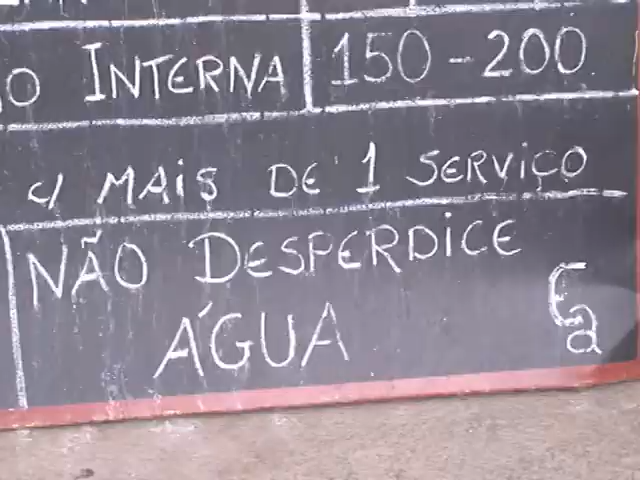 O INTERNA 150-200
C/ MAIS DE 1 SERVIÇO
NÃO DESPERDICE
ÁGUA